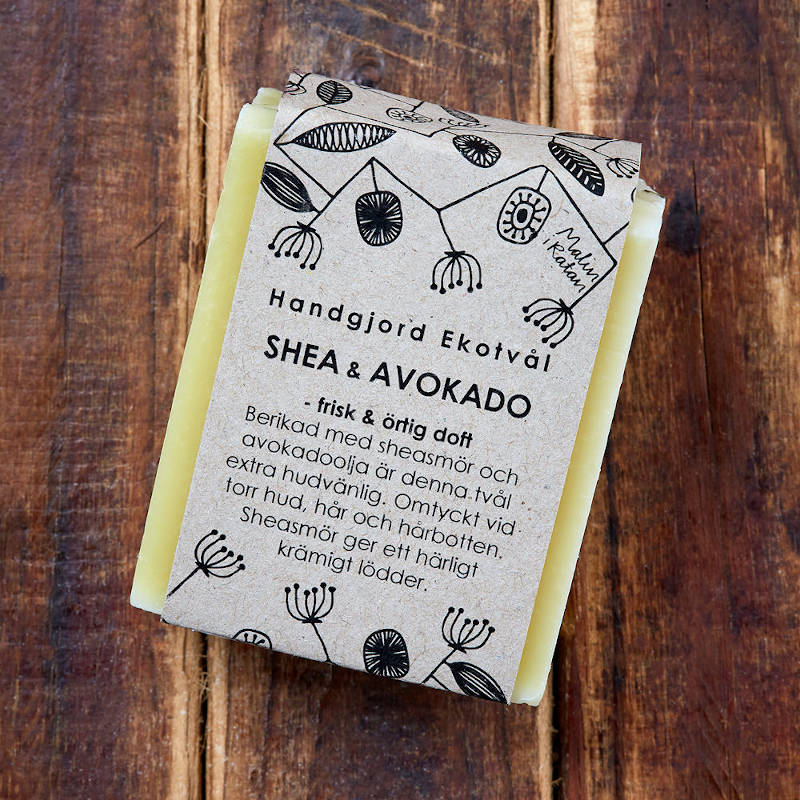 Malin
i Ratan
Handgjord Ekotvål
SHEA & AVOKADO
- frisk & örtig doft
Berikad med sheasmör och
avokadoolja är denna tvål
extra hudvänlig. Omtyckt vid
torr hud, hår och hårbotten.
Sheasmör ger ett härligt
krämigt lödder.